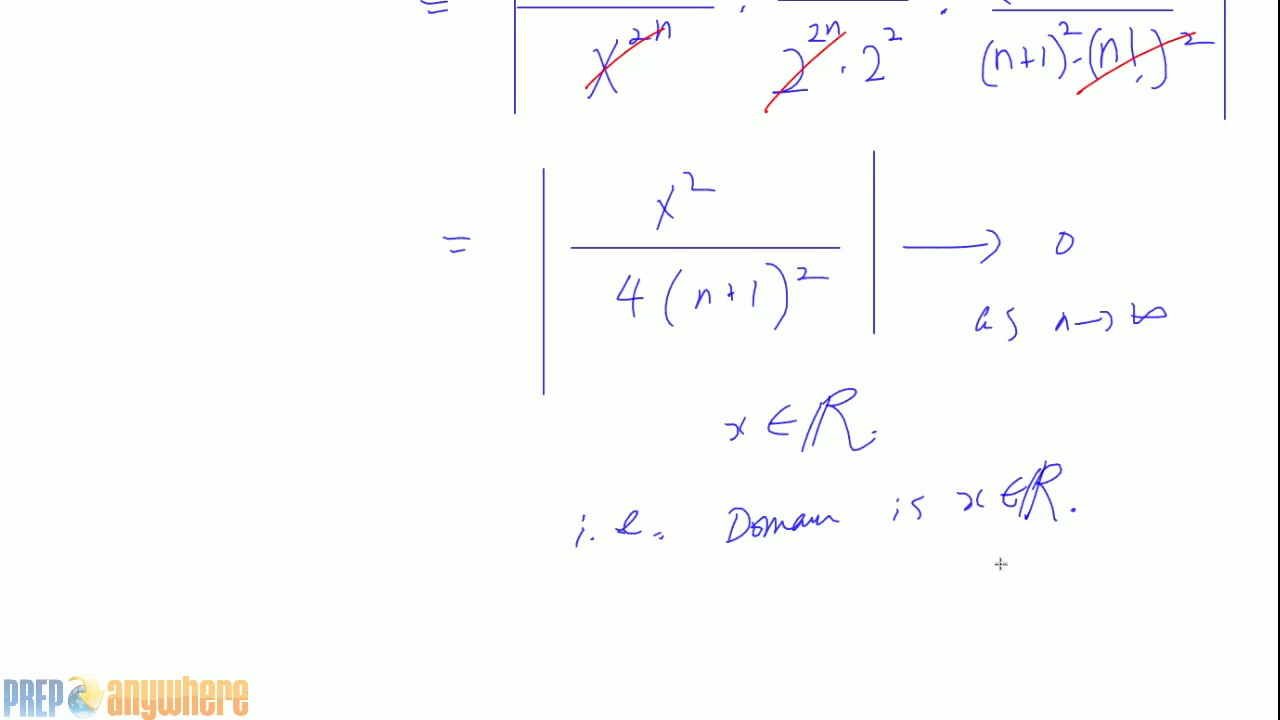 = | / x^{2n} · / 2^{2n} · 2^2 · / (n+1)^2 · (n!)^2 |
= | x^2 / 4(n+1)^2 | → 0
as n → ∞
x ∈ ℝ.
i.e. Domain is x ∈ ℝ.
PREP anywhere